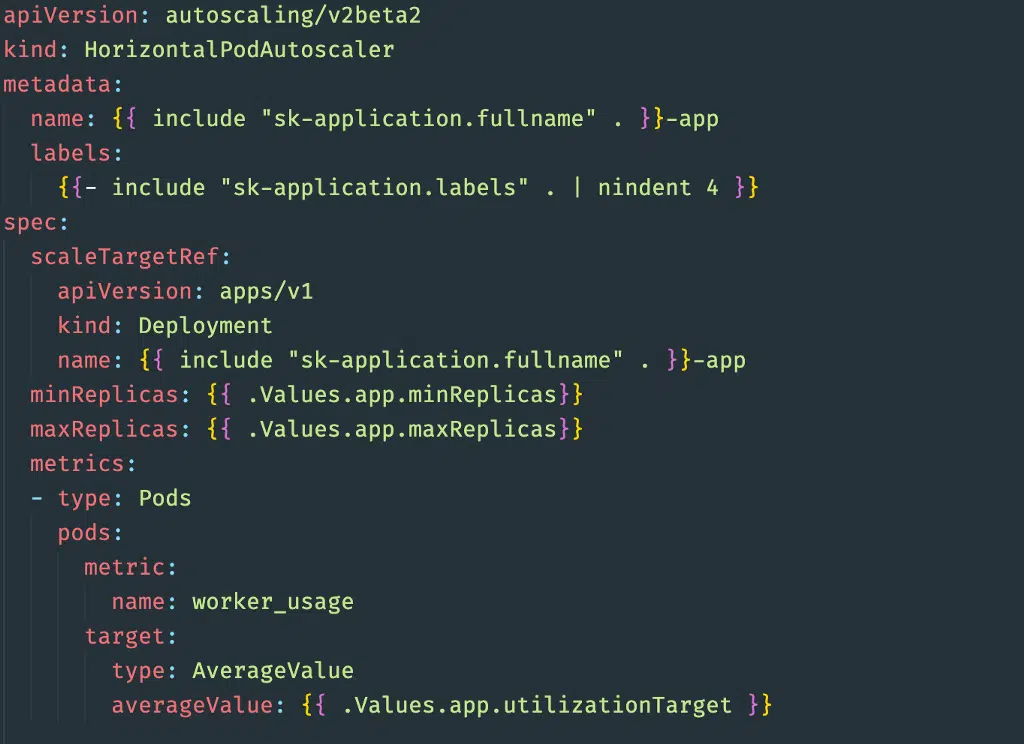 apiVersion: autoscaling/v2beta2
kind: HorizontalPodAutoscaler
metadata:
  name: {{ include "sk-application.fullname" . }}-app
  labels:
    {{- include "sk-application.labels" . | nindent 4 }}
spec:
  scaleTargetRef:
    apiVersion: apps/v1
    kind: Deployment
    name: {{ include "sk-application.fullname" . }}-app
  minReplicas: {{ .Values.app.minReplicas}}
  maxReplicas: {{ .Values.app.maxReplicas}}
  metrics:
  - type: Pods
    pods:
      metric:
        name: worker_usage
      target:
        type: AverageValue
        averageValue: {{ .Values.app.utilizationTarget }}